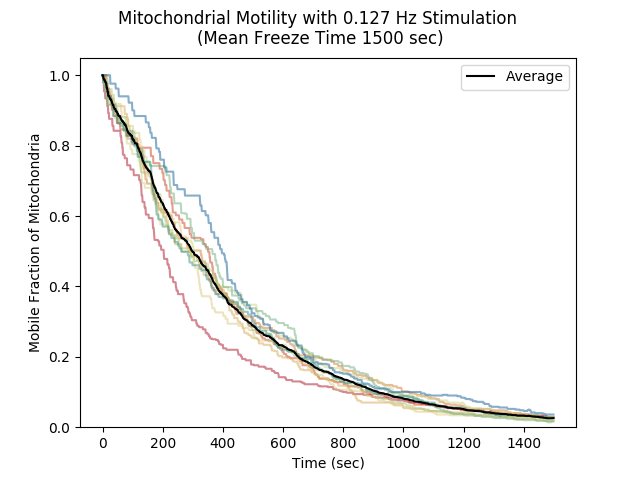 Mitochondrial Motility with 0.127 Hz Stimulation
(Mean Freeze Time 1500 sec)
Average
Mobile Fraction of Mitochondria
1.0
0.8
0.6
0.4
0.2
0.0
0 200 400 600 800 1000 1200 1400
Time (sec)